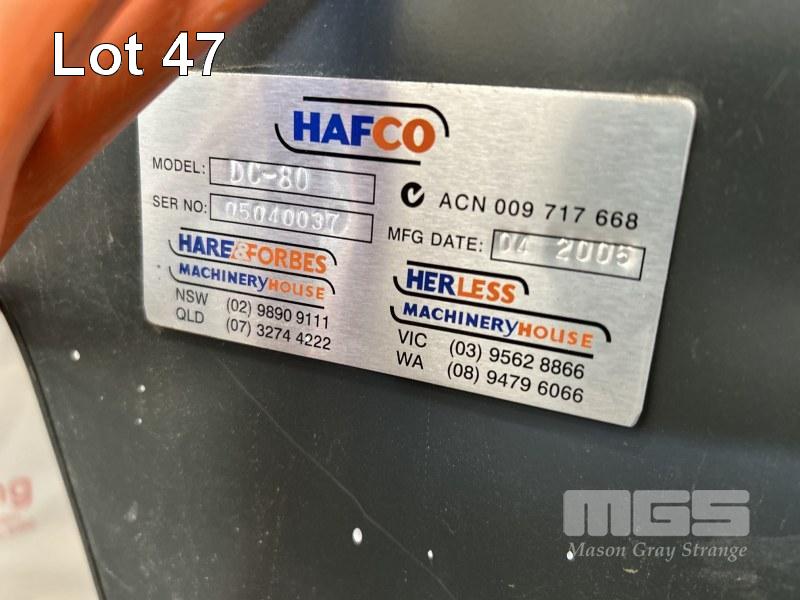 Lot 47
HAFCO
MODEL: DC-80
SER NO: 05040037
ACN 009 717 668
MFG DATE: 04 2005
HARE&FORBES
MACHINERYHOUSE
NSW (02) 9890 9111
QLD (07) 3274 4222
HERLESS
MACHINERYHOUSE
VIC (03) 9562 8866
WA (08) 9479 6066
ng
MGS
Mason Gray Strange